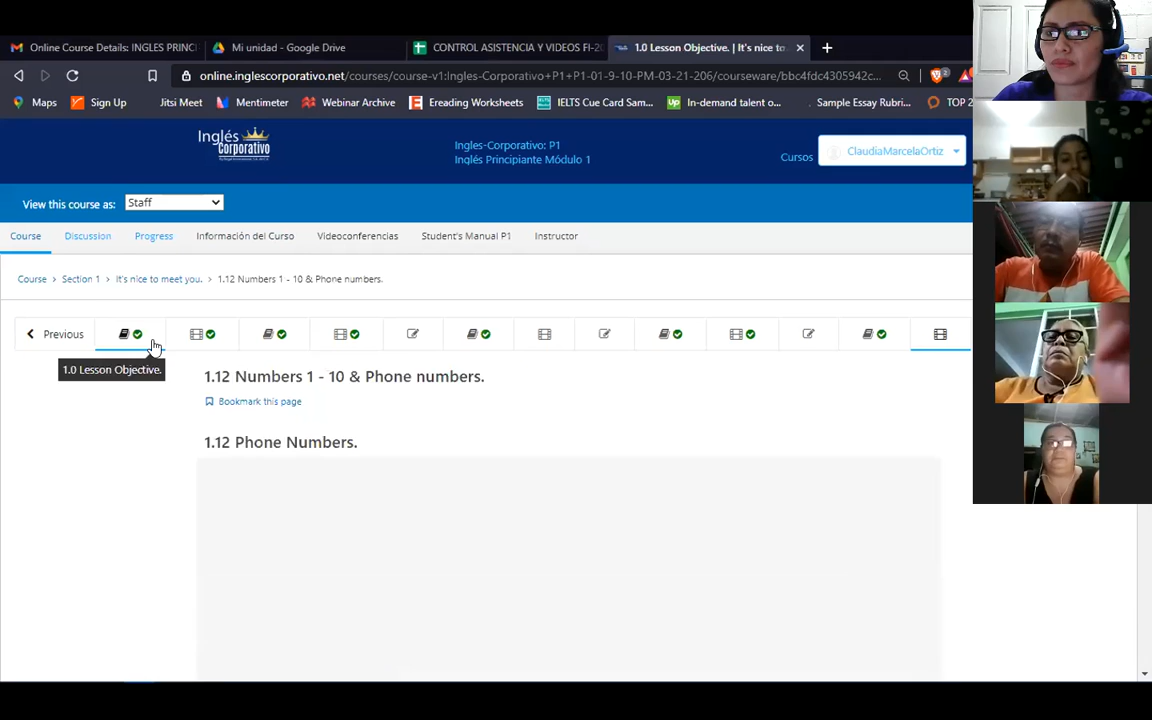 Online Course Details: INGLES PRINCI
Mi unidad - Google Drive
CONTROL ASISTENCIA Y VIDEOS FI-20
1.0 Lesson Objective. | It's nice to
online.inglescorporativo.net/courses/course-v1:Ingles-Corporativo+P1+P1-01-9-10-PM-03-21-206/courseware/bbc4fdc4305942c...
2
Maps
Sign Up
Jitsi Meet
Mentimeter
Webinar Archive
Ereading Worksheets
IELTS Cue Card Sam...
In-demand talent o...
Sample Essay Rubri...
TOP 2
Inglés
Corporativo
Ingles-Corporativo: P1
Inglés Principiante Módulo 1
Cursos
ClaudiaMarcelaOrtiz
View this course as:
Staff
Course
Discussion
Progress
Información del Curso
Videoconferencias
Student's Manual P1
Instructor
Course > Section 1 > It's nice to meet you. > 1.12 Numbers 1 - 10 & Phone numbers.
Previous
1.0 Lesson Objective.
1.12 Numbers 1 - 10 & Phone numbers.
Bookmark this page
1.12 Phone Numbers.